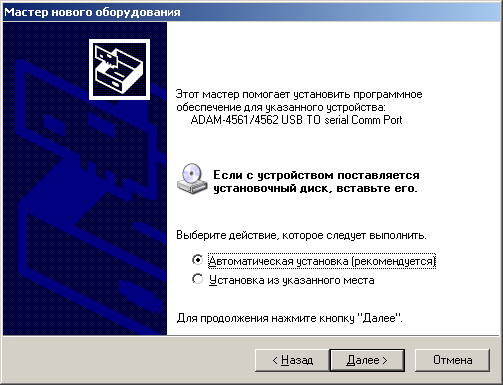 Мастер нового оборудования
Этот мастер помогает установить программное
обеспечение для указанного устройства:
ADAM-4561/4562 USB TO serial Comm Port
Если с устройством поставляется
установочный диск, вставьте его.
Выберите действие, которое следует выполнить.
Автоматическая установка (рекомендуется)
Установка из указанного места
Для продолжения нажмите кнопку "Далее".
< Назад Далее > Отмена